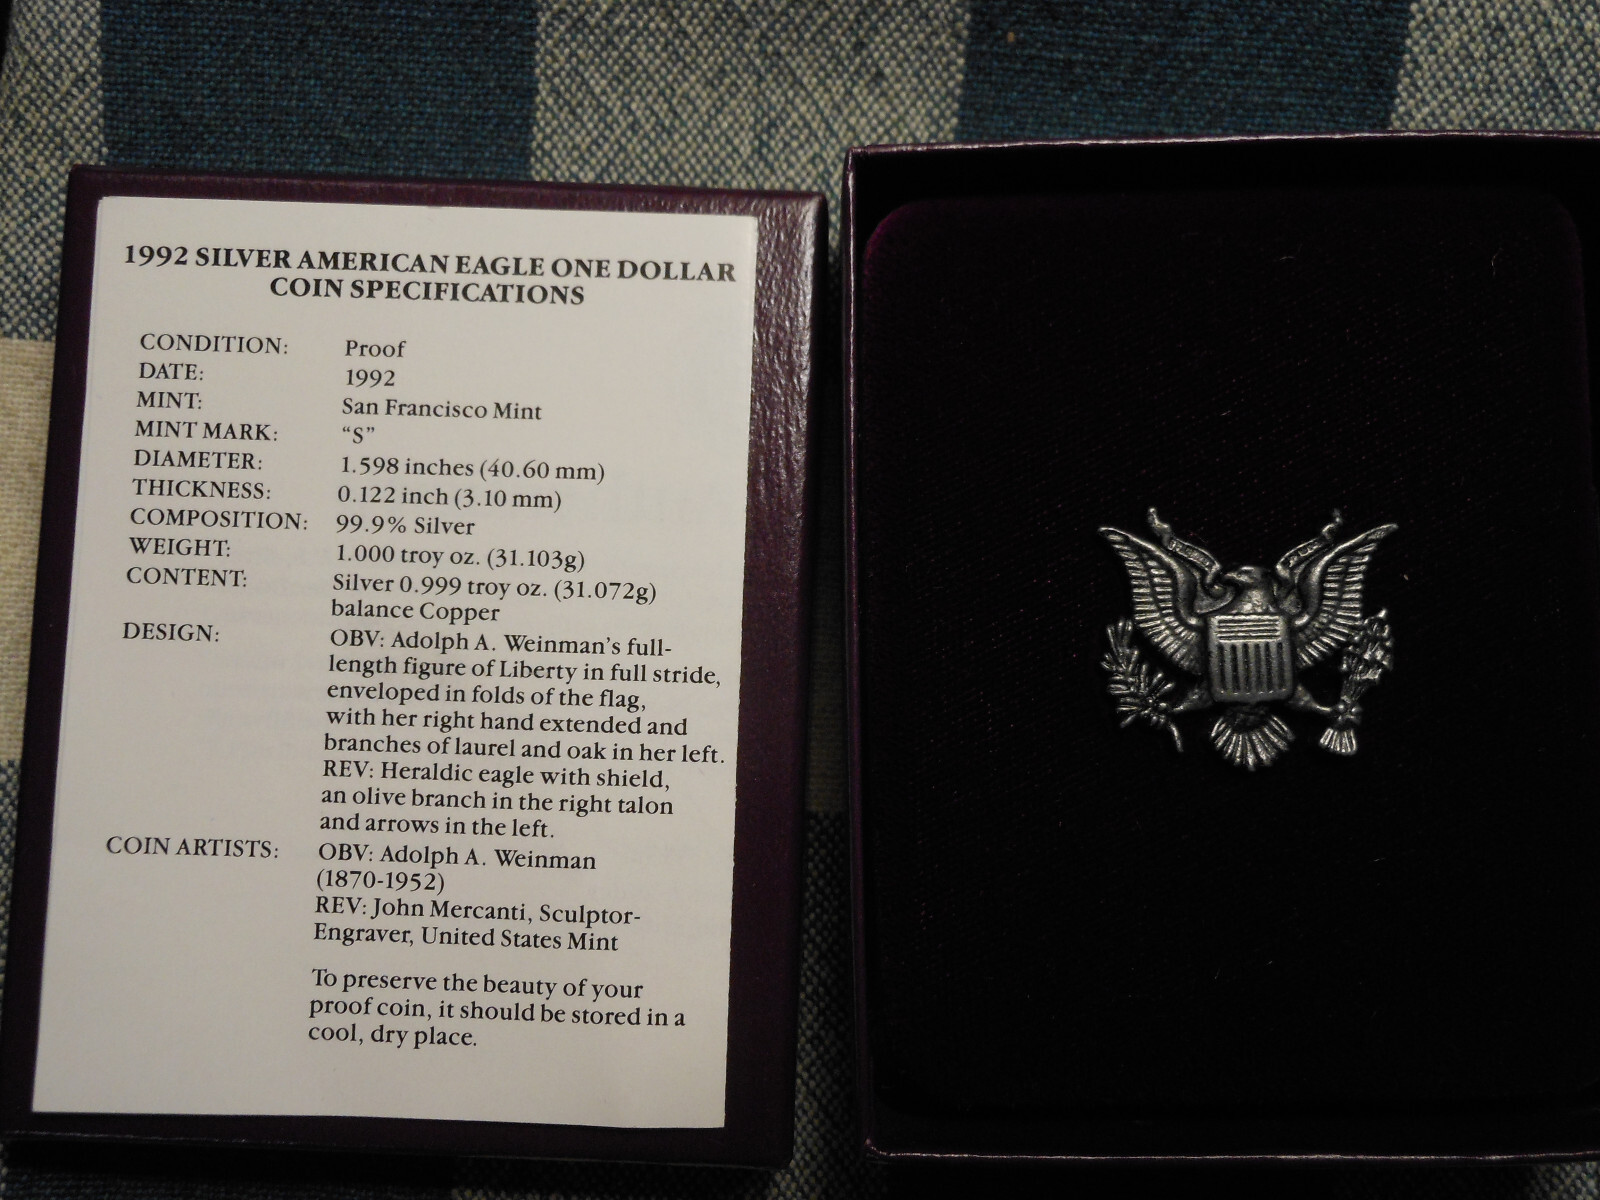 1992 SILVER AMERICAN EAGLE ONE DOLLAR
COIN SPECIFICATIONS
CONDITION: Proof
DATE: 1992
MINT: San Francisco Mint
MINT MARK: “S”
DIAMETER: 1.598 inches (40.60 mm)
THICKNESS: 0.122 inch (3.10 mm)
COMPOSITION: 99.9% Silver
WEIGHT: 1.000 troy oz. (31.103g)
CONTENT: Silver 0.999 troy oz. (31.072g)
balance Copper
DESIGN: OBV: Adolph A. Weinman’s full-
length figure of Liberty in full stride,
enveloped in folds of the flag,
with her right hand extended and
branches of laurel and oak in her left.
REV: Heraldic eagle with shield,
an olive branch in the right talon
and arrows in the left.
COIN ARTISTS: OBV: Adolph A. Weinman
(1870-1952)
REV: John Mercanti, Sculptor-
Engraver, United States Mint
To preserve the beauty of your
proof coin, it should be stored in a
cool, dry place.